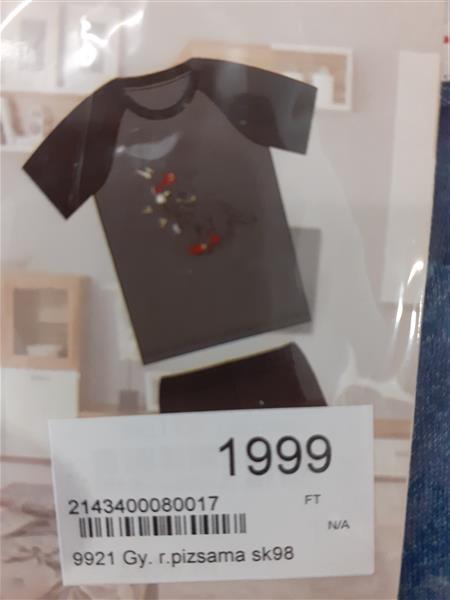 1999
2143400080017 FT
N/A
9921 Gy. r.pizsama sk98